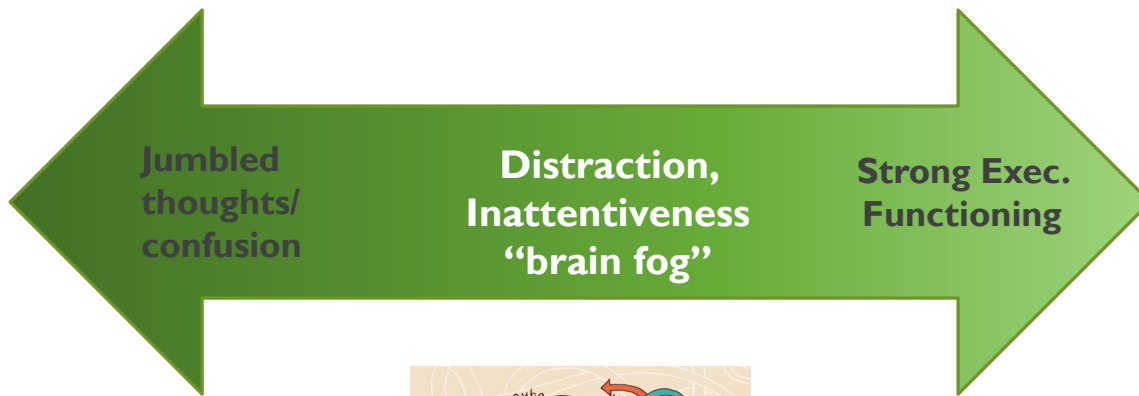 Jumbled
thoughts/
confusion
Distraction,
Inattentiveness
“brain fog”
Strong Exec.
Functioning